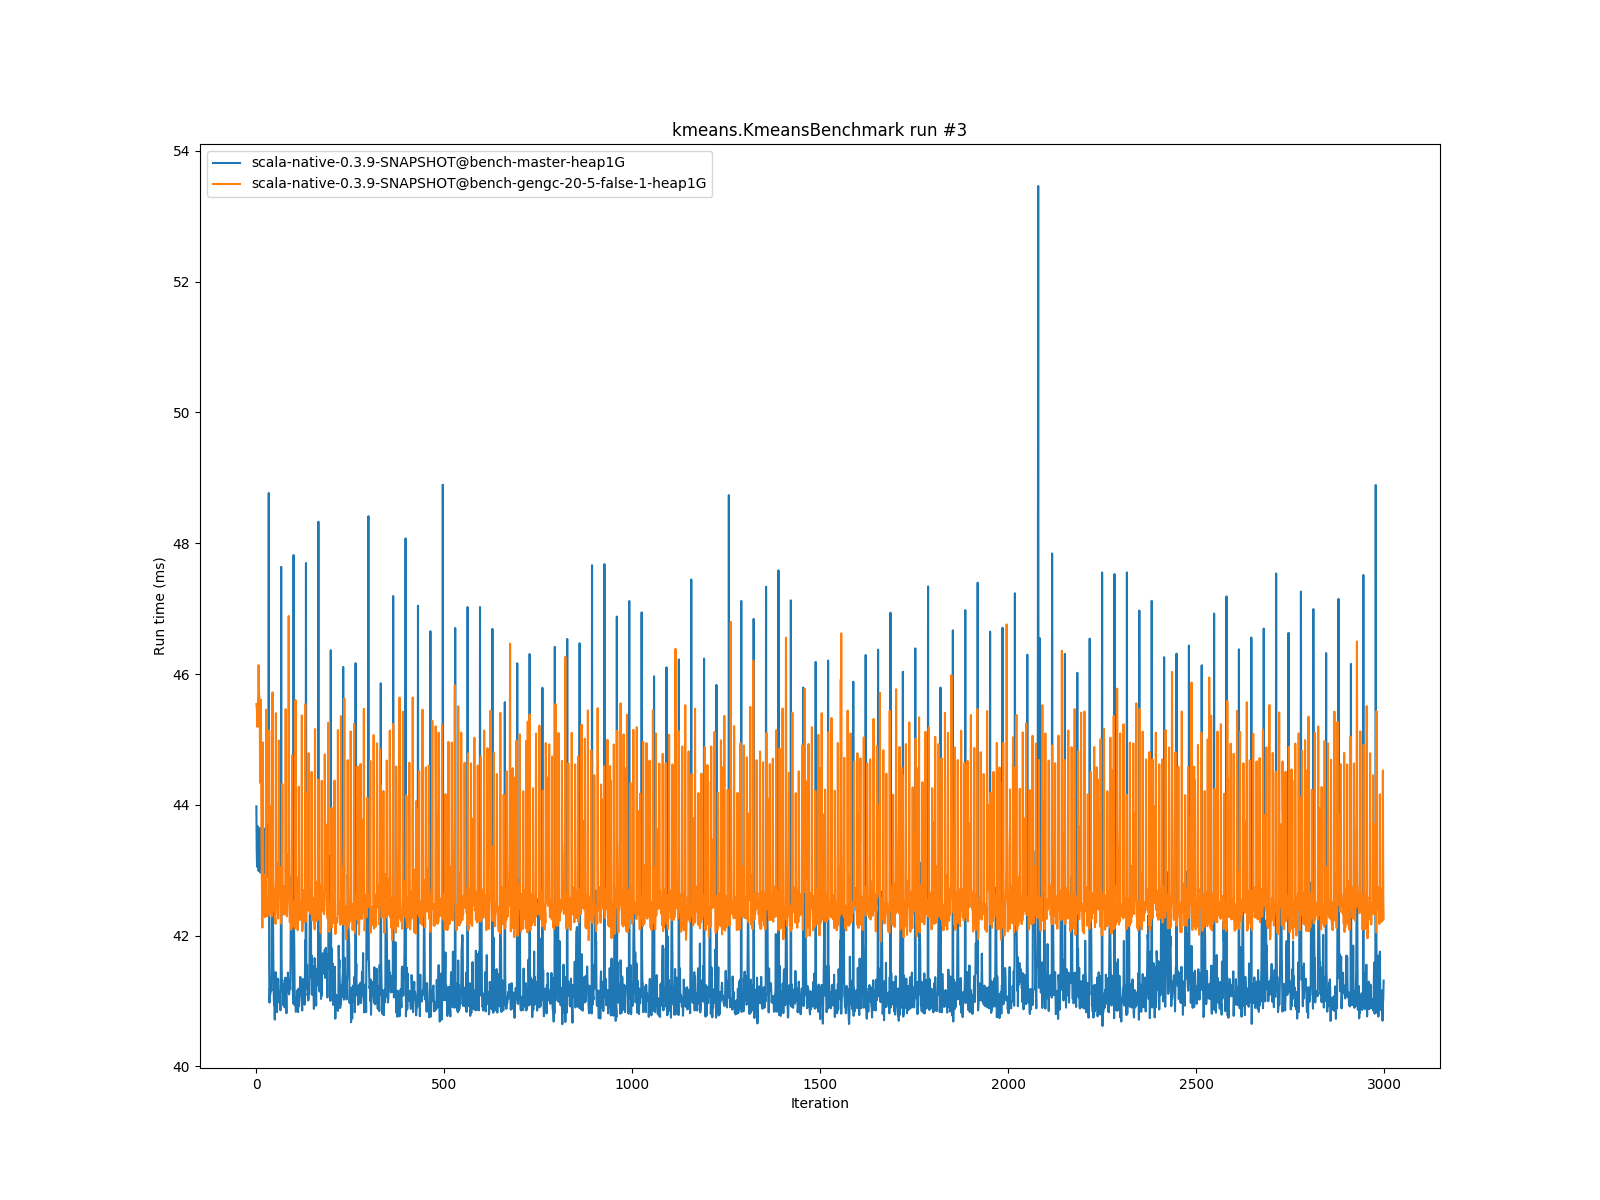 kmeans.KmeansBenchmark run #3
scala-native-0.3.9-SNAPSHOT@bench-master-heap1G
scala-native-0.3.9-SNAPSHOT@bench-gengc-20-5-false-1-heap1G
54
52
50
48
46
44
42
40
Run time (ms)
0 500 1000 1500 2000 2500 3000
Iteration